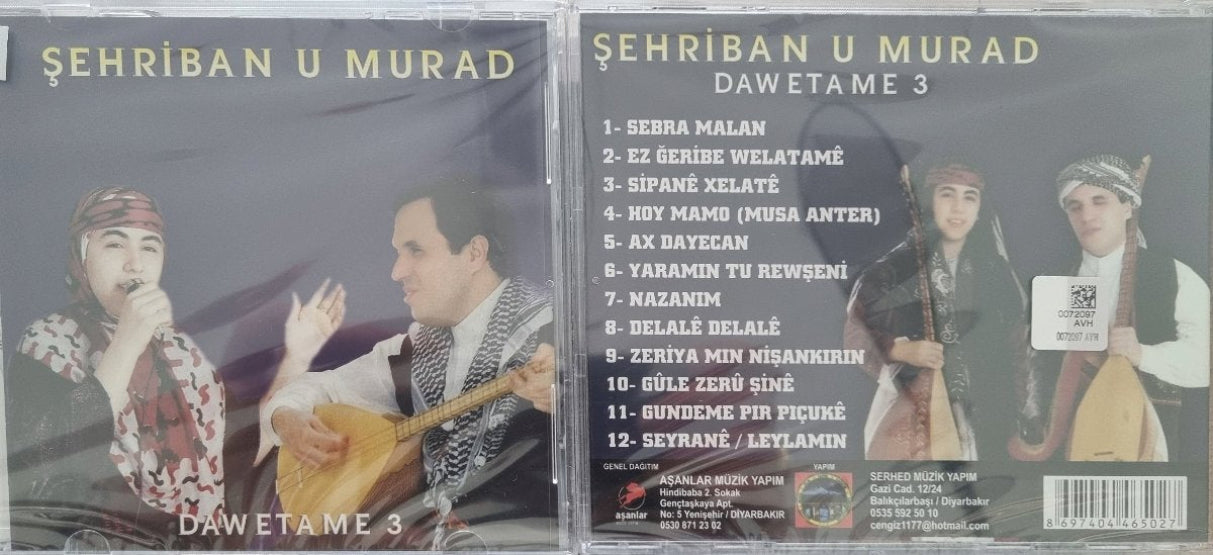 ŞEHRİBAN U MURAD
DAWETAME 3
ŞEHRİBAN U MURAD
DAWETAME 3
1- SEBRA MALAN
2- EZ ĞERIBE WELATAMÊ
3- SİPANÊ XELATÊ
4- HOY MAMO (MUSA ANTER)
5- AX DAYECAN
6- YARAMIN TU REWŞENİ
7- NAZANIM
8- DELALÊ DELALÊ
9- ZERİYA MIN NİŞANKIRIN
10- GÛLE ZERÛ ŞİNÊ
11- GUNDEME PIR PIÇUKÊ
12- SEYRANÊ / LEYLAMIN
0072097
AVH
0072097 AVH
GENEL DAĞITIM
aşanlar
AŞANLAR MÜZİK YAPIM
Hindibaba 2. Sokak
Gençtaşkaya Apt.
No: 5 Yenişehir / DİYARBAKIR
0530 871 23 02
YAPIM
SERHED MÜZİK YAPIM
Gazi Cad. 12/24
Balıkçılarbaşı / Diyarbakır
0535 592 50 10
cengiz1177@hotmail.com
8 697404 465027